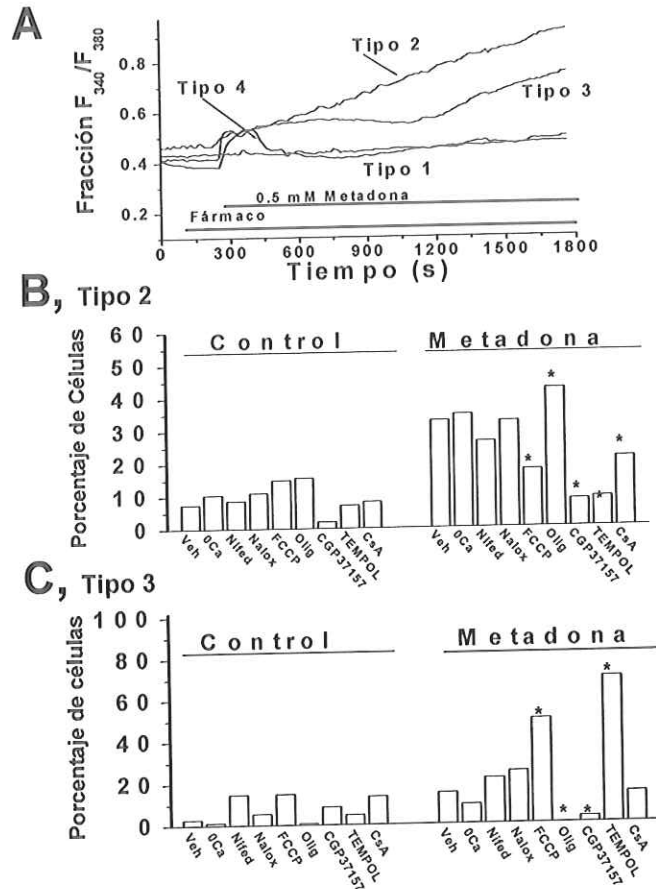 A
Fracción F340/F380
0.8
0.6
0.4
0.2
Tipo 2
Tipo 4
Tipo 3
Tipo 1
0.5 mM Metadona
Fármaco
0 300 600 900 1200 1500 1800
Tiempo (s)
B, Tipo 2
Porcentaje de Células
60
50
40
30
20
10
0
Control
Metadona
* * * * *
Veh 0Ca Nifed Nalox FCCP Olig CGP37157 TEMPOL CsA
Veh 0Ca Nifed Nalox FCCP Olig CGP37157 TEMPOL CsA
C, Tipo 3
Porcentaje de células
100
80
60
40
20
0
Control
Metadona
* * * *
Veh 0Ca Nifed Nalox FCCP Olig CGP37157 TEMPOL CsA
Veh 0Ca Nifed Nalox FCCP Olig CGP37157 TEMPOL CsA